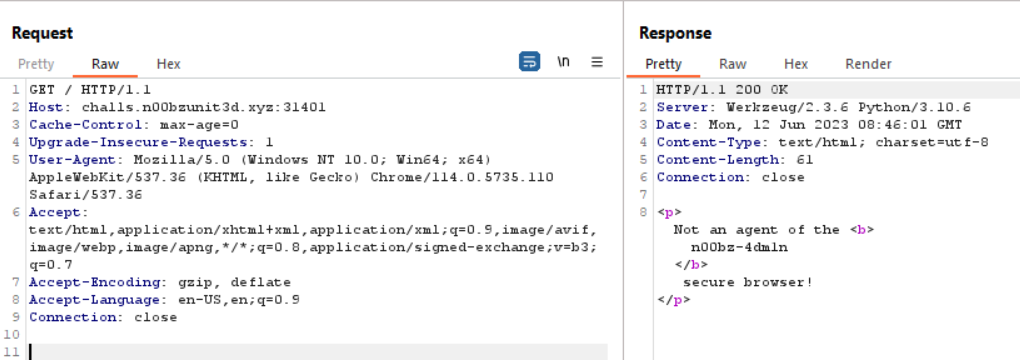 Request
Pretty Raw Hex \n
1 GET / HTTP/1.1
2 Host: challs.n00bzunit3d.xyz:31401
3 Cache-Control: max-age=0
4 Upgrade-Insecure-Requests: 1
5 User-Agent: Mozilla/5.0 (Windows NT 10.0; Win64; x64)
AppleWebKit/537.36 (KHTML, like Gecko) Chrome/114.0.5735.110
Safari/537.36
6 Accept:
text/html,application/xhtml+xml,application/xml;q=0.9,image/avif,
image/webp,image/apng,*/*;q=0.8,application/signed-exchange;v=b3;
q=0.7
7 Accept-Encoding: gzip, deflate
8 Accept-Language: en-US,en;q=0.9
9 Connection: close
10
11
Response
Pretty Raw Hex Render
1 HTTP/1.1 200 OK
2 Server: Werkzeug/2.3.6 Python/3.10.6
3 Date: Mon, 12 Jun 2023 08:46:01 GMT
4 Content-Type: text/html; charset=utf-8
5 Content-Length: 61
6 Connection: close
7
8 <p>
Not an agent of the <b>
n00bz-4dm1n
</b>
secure browser!
</p>